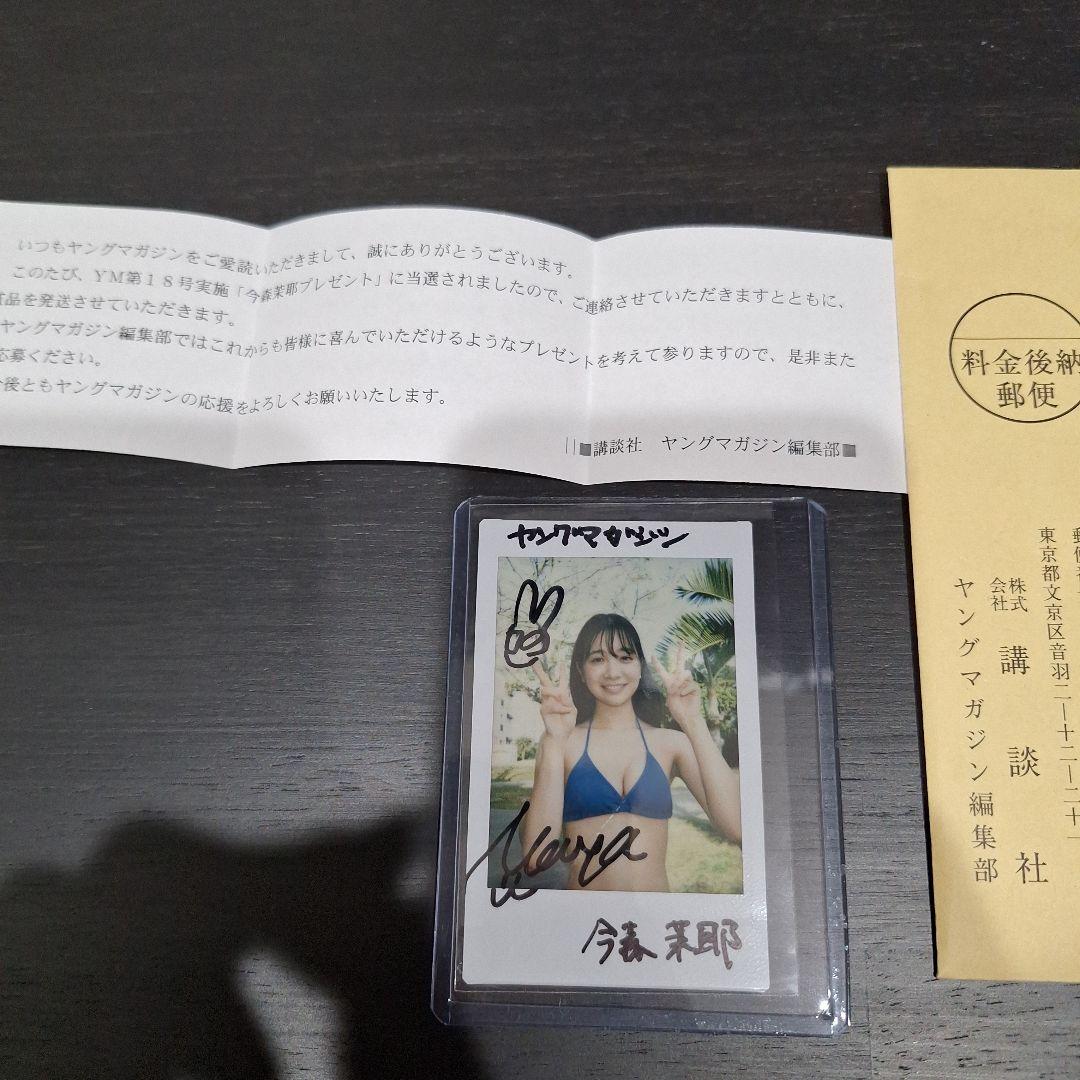 いつもヤングマガジンをご愛読いただきまして、誠にありがとうございます。
このたび、YM第18号実施「今森茉耶プレゼント」に当選されましたので、ご連絡させていただきますとともに、
品を発送させていただきます。
ヤングマガジン編集部ではこれからも皆様に喜んでいただけるようなプレゼントを考えて参りますので、是非また
応募ください。
後ともヤングマガジンの応援をよろしくお願いいたします。
■講談社 ヤングマガジン編集部■
料金後納
郵便
東京都文京区音羽二―十二―二十一
株式会社 講談社
ヤングマガジン編集部
ヤングマガジン
Maya
今森茉耶